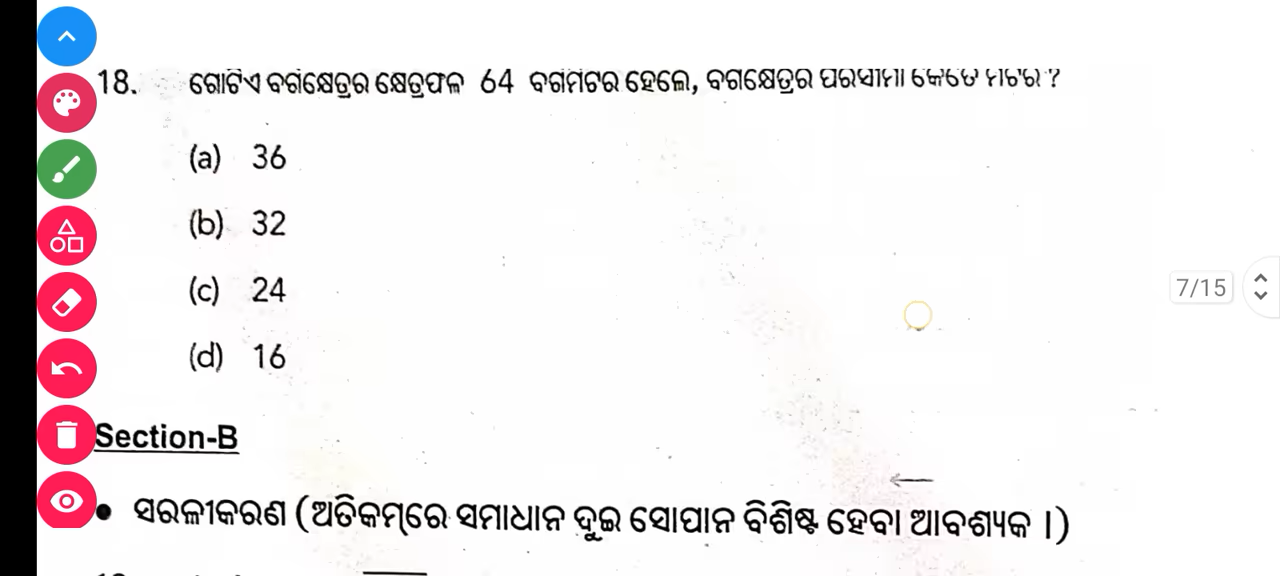 18. ଗୋଟିଏ ବର୍ଗକ୍ଷେତ୍ରର କ୍ଷେତ୍ରଫଳ 64 ବର୍ଗମିଟର ହେଲେ, ବର୍ଗକ୍ଷେତ୍ରର ପରିସୀମା କେତେ ମିଟର ?
(a) 36
(b) 32
7/15
(c) 24
(d) 16
Section-B
• ସରଳୀକରଣ (ଅତିକମ୍‌ରେ ସମାଧାନ ଦୁଇ ସୋପାନ ବିଶିଷ୍ଟ ହେବା ଆବଶ୍ୟକ ।)